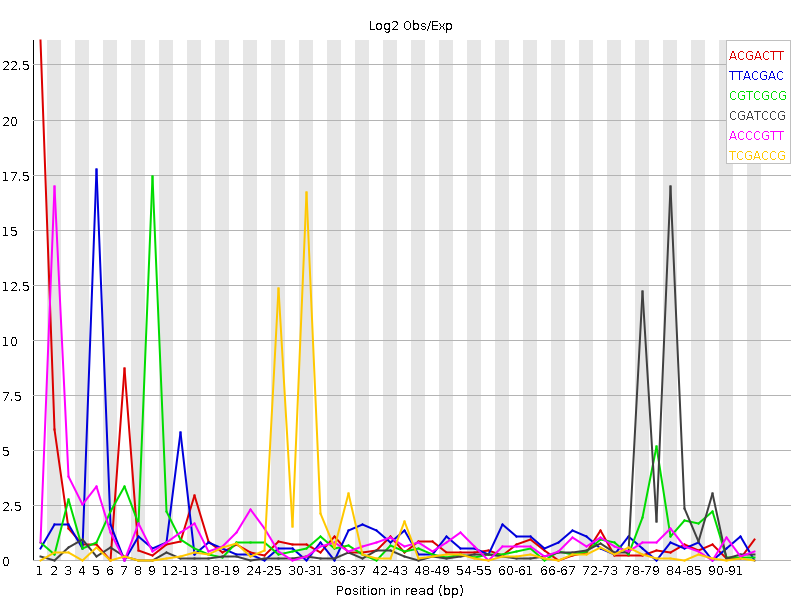 Log2 Obs/Exp
22.5
20
17.5
15
12.5
10
7.5
5
2.5
0
ACGACTT
TTACGAC
CGTCGCG
CGATCCG
ACCCGTT
TCGACCG
1 2 3 4 5 6 7 8 9 12-13 18-19 24-25 30-31 36-37 42-43 48-49 54-55 60-61 66-67 72-73 78-79 84-85 90-91
Position in read (bp)